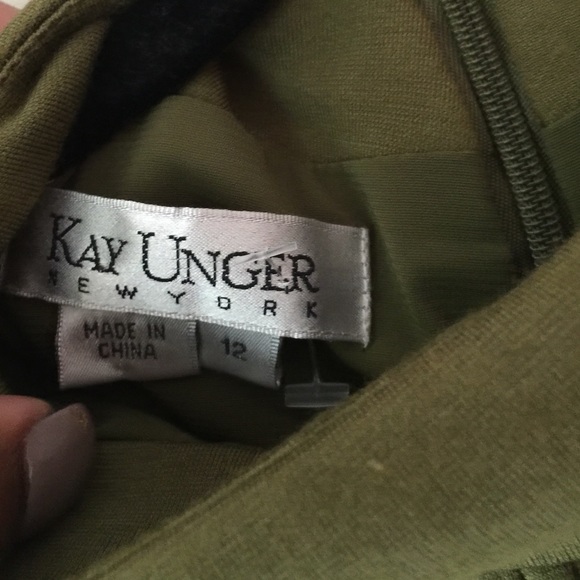 KAY UNGER
NEW YORK
MADE IN
CHINA
12